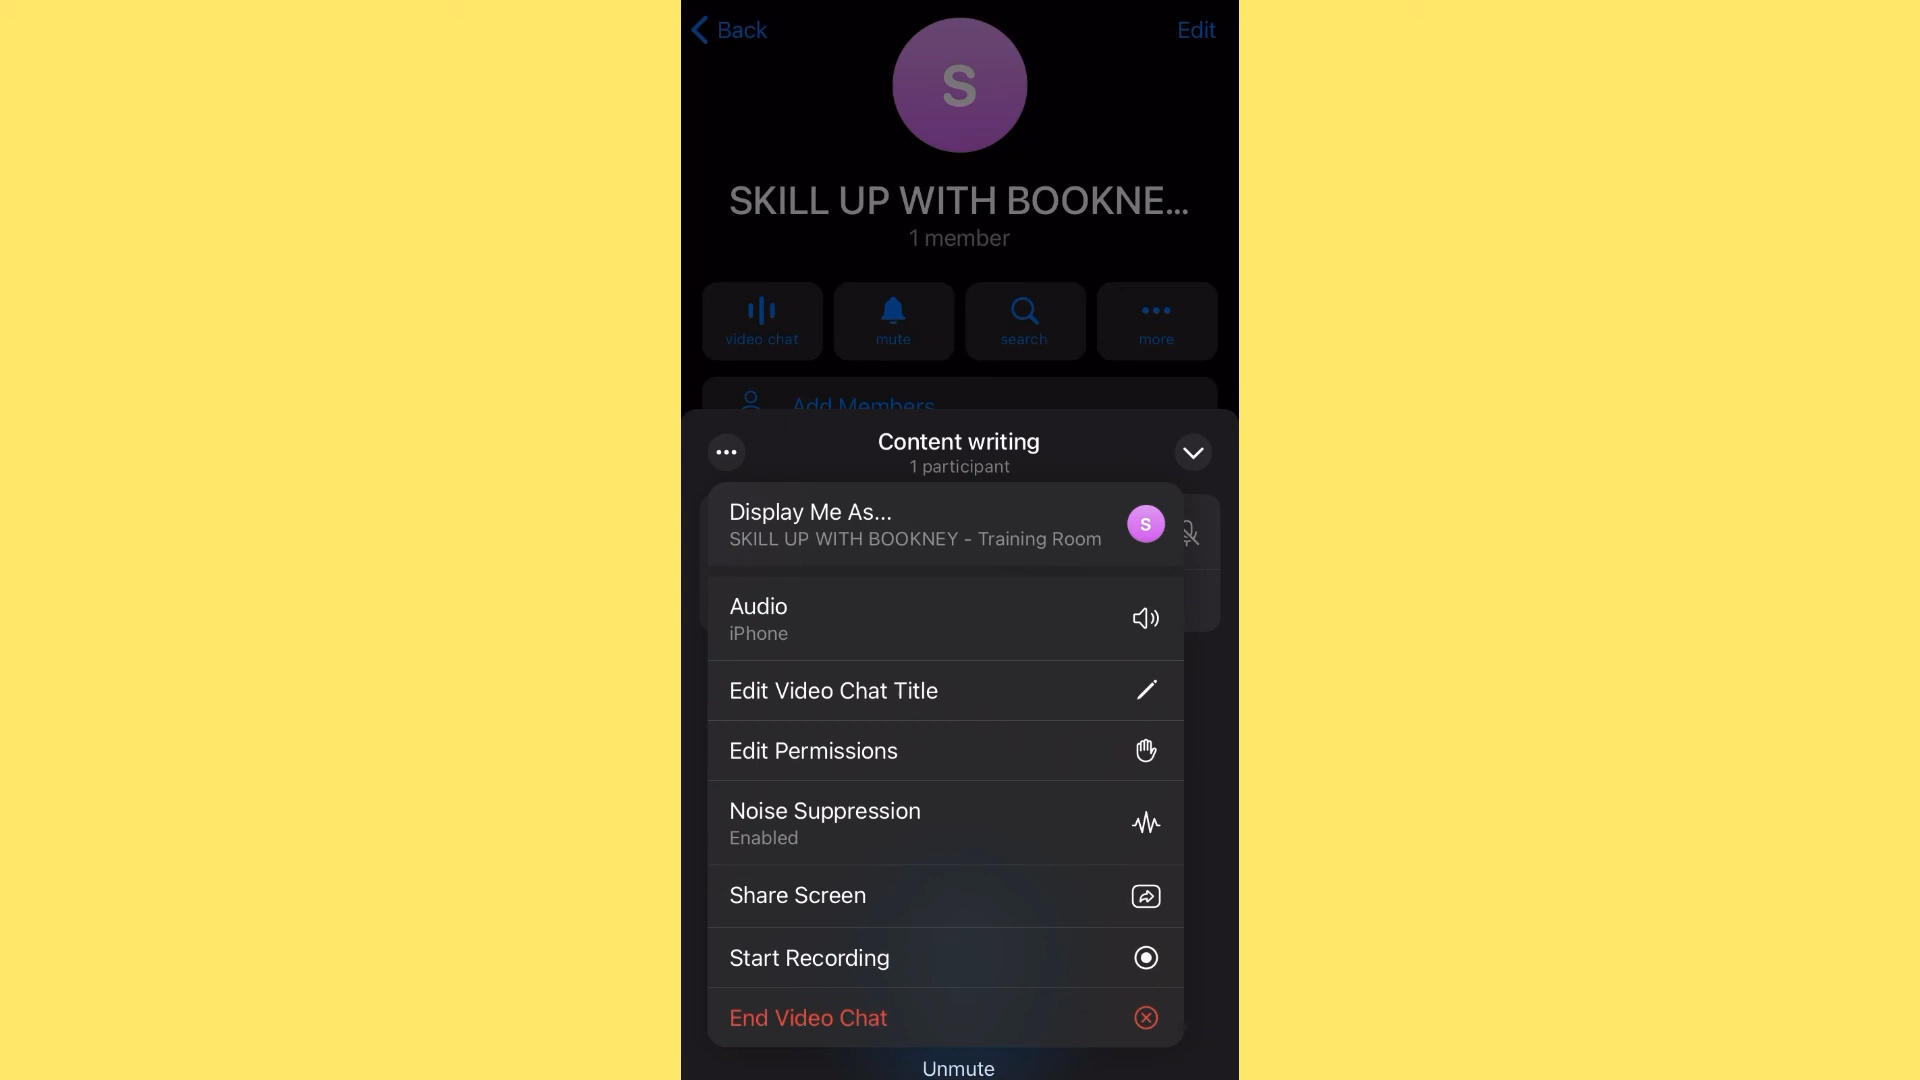 Back
Edit
S
SKILL UP WITH BOOKNE...
1 member
video chat
mute
search
more
Add Members
Content writing
1 participant
Display Me As...
SKILL UP WITH BOOKNEY - Training Room
S
Audio
iPhone
Edit Video Chat Title
Edit Permissions
Noise Suppression
Enabled
Share Screen
Start Recording
End Video Chat
Unmute